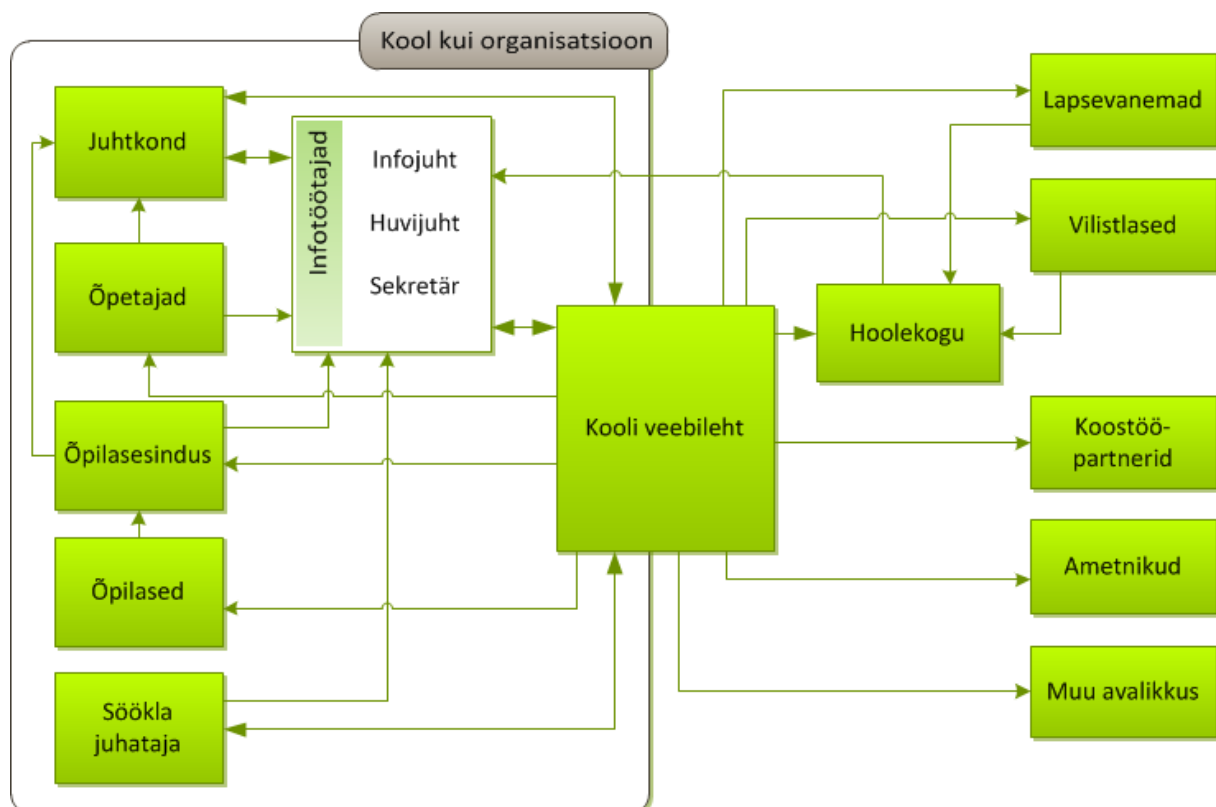 Kool kui organisatsioon
Juhtkond
Õpetajad
Õpilasesindus
Õpilased
Söökla
juhataja
Infotöötajad
Infojuht
Huvijuht
Sekretär
Kooli veebileht
Hoolekogu
Lapsevanemad
Vilistlased
Koostöö-
partnerid
Ametnikud
Muu avalikkus